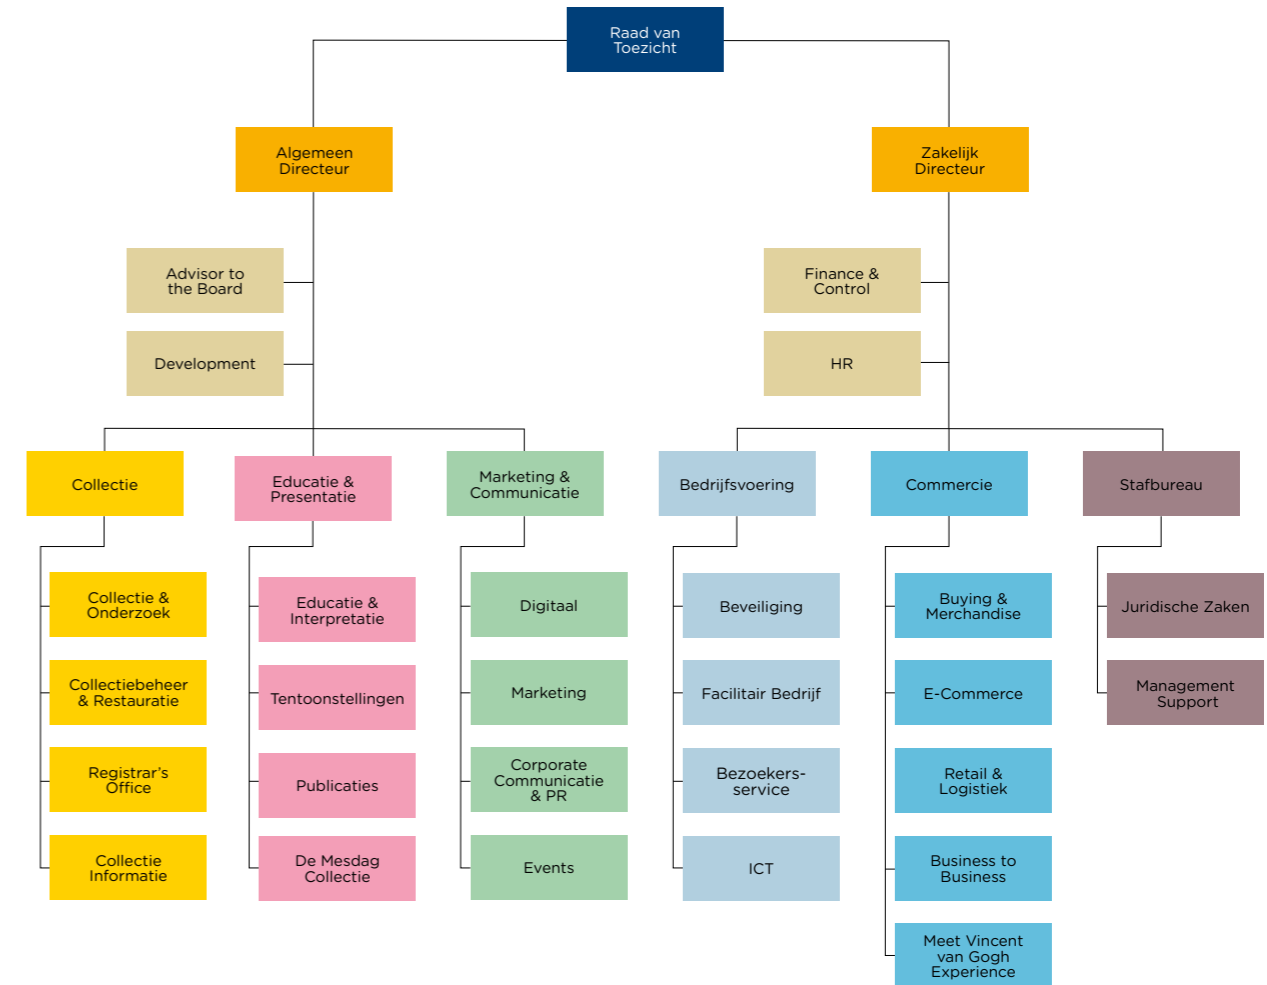 Raad van
Toezicht
Algemeen
Directeur
Zakelijk
Directeur
Advisor to
the Board
Finance &
Control
Development
HR
Collectie
Educatie &
Presentatie
Marketing &
Communicatie
Bedrijfsvoering
Commercie
Stafbureau
Collectie &
Onderzoek
Educatie &
Interpretatie
Digitaal
Beveiliging
Buying &
Merchandise
Juridische Zaken
Collectiebeheer
& Restauratie
Tentoonstellingen
Marketing
Facilitair Bedrijf
E-Commerce
Management
Support
Registrar’s
Office
Publicaties
Corporate
Communicatie
& PR
Bezoekers-
service
Retail &
Logistiek
Collectie
Informatie
De Mesdag
Collectie
Events
ICT
Business to
Business
Meet Vincent
van Gogh
Experience